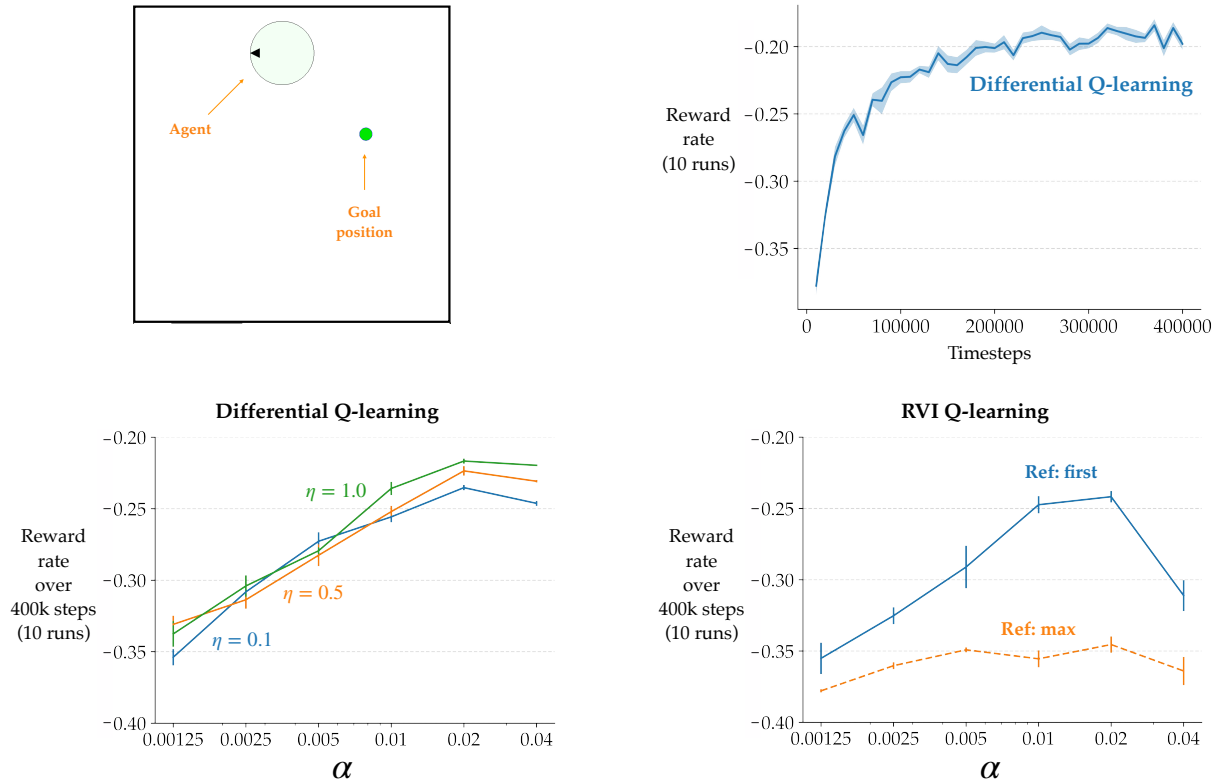 Agent
Goal
position
Reward
rate
(10 runs)
−0.20
−0.25
−0.30
−0.35
Differential Q-learning
0
100000
200000
300000
400000
Timesteps
Differential Q-learning
Reward
rate
over
400k steps
(10 runs)
−0.20
−0.25
−0.30
−0.35
−0.40
η = 1.0
η = 0.5
η = 0.1
0.00125
0.0025
0.005
0.01
0.02
0.04
α
RVI Q-learning
Reward
rate
over
400k steps
(10 runs)
−0.20
−0.25
−0.30
−0.35
−0.40
Ref: first
Ref: max
0.00125
0.0025
0.005
0.01
0.02
0.04
α